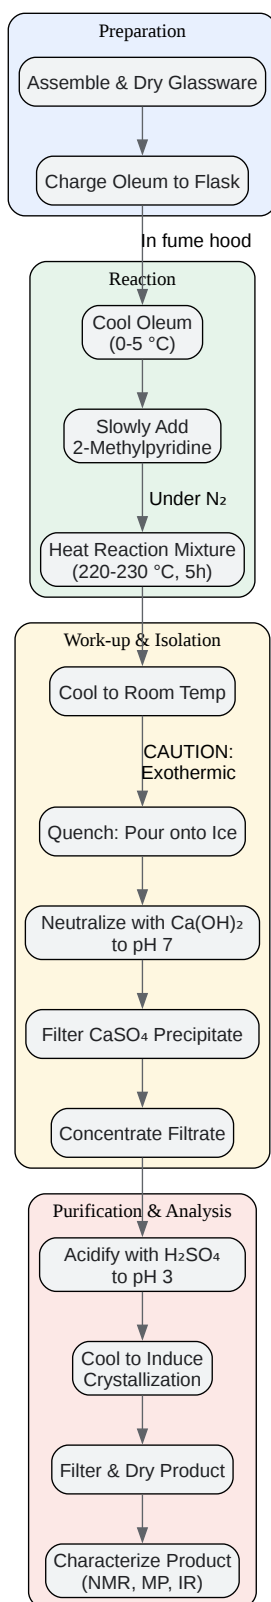 Preparation
Assemble & Dry Glassware
Charge Oleum to Flask
In fume hood
Reaction
Cool Oleum
(0-5 °C)
Slowly Add
2-Methylpyridine
Under N₂
Heat Reaction Mixture
(220-230 °C, 5h)
Work-up & Isolation
Cool to Room Temp
CAUTION:
Exothermic
Quench: Pour onto Ice
Neutralize with Ca(OH)₂
to pH 7
Filter CaSO₄ Precipitate
Concentrate Filtrate
Purification & Analysis
Acidify with H₂SO₄
to pH 3
Cool to Induce
Crystallization
Filter & Dry Product
Characterize Product
(NMR, MP, IR)